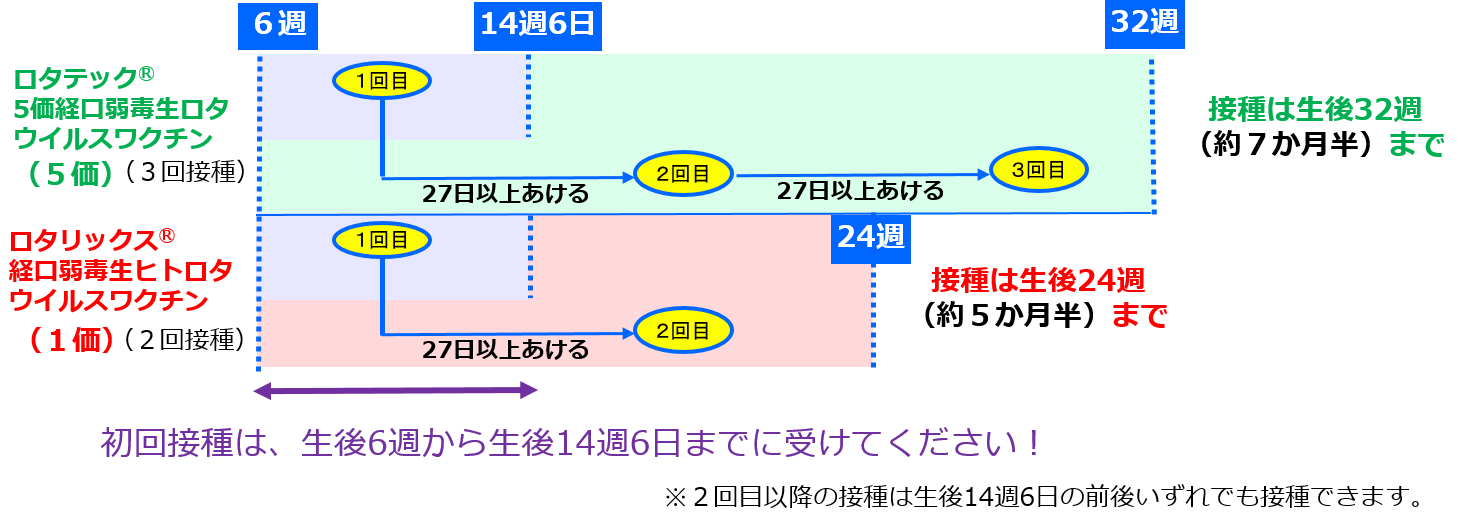 ６週
14週6日
32週
ロタテック®
5価経口弱毒生ロタ
ウイルスワクチン
（５価）（３回接種）
１回目
２回目
３回目
27日以上あける
27日以上あける
接種は生後32週
（約７か月半）まで
ロタリックス®
経口弱毒生ヒトロタ
ウイルスワクチン
（１価）（２回接種）
１回目
２回目
27日以上あける
24週
接種は生後24週
（約５か月半）まで
初回接種は、生後6週から生後14週6日までに受けてください！
※２回目以降の接種は生後14週6日の前後いずれでも接種できます。